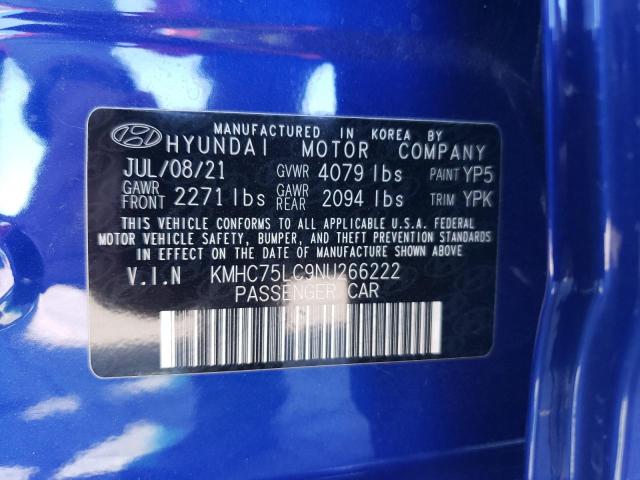 MANUFACTURED IN KOREA BY
HYUNDAI MOTOR COMPANY
JUL/08/21 GVWR 4079 lbs PAINT YP5
GAWR FRONT 2271 lbs GAWR REAR 2094 lbs TRIM YPK
THIS VEHICLE CONFORMS TO ALL APPLICABLE U.S.A. FEDERAL
MOTOR VEHICLE SAFETY, BUMPER, AND THEFT PREVENTION STANDARDS
IN EFFECT ON THE DATE OF MANUFACTURE SHOWN ABOVE.
V.I.N KMHC75LC9NU266222
PASSENGER CAR